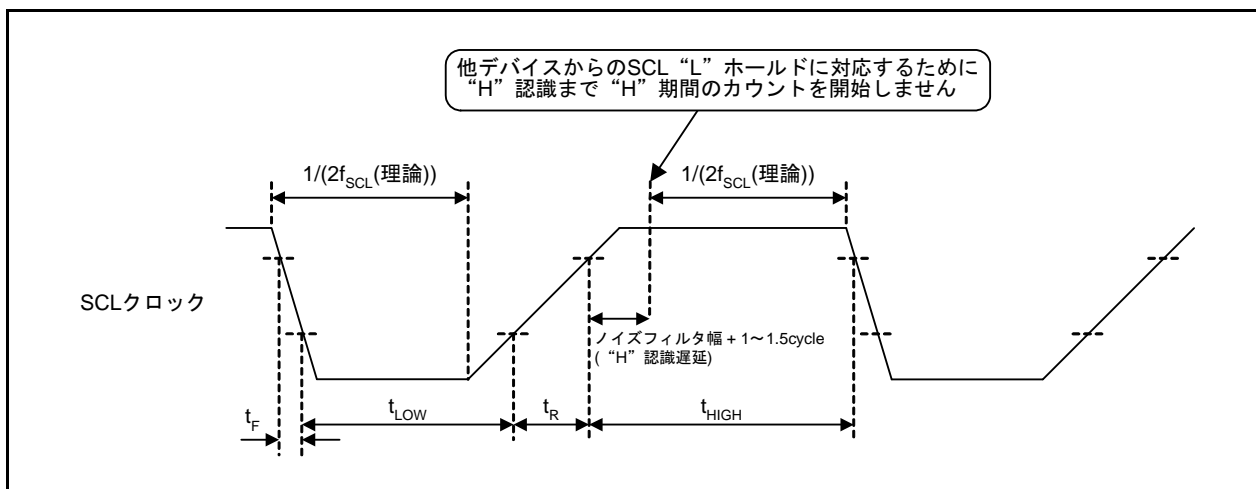 他デバイスからのSCL“L”ホールドに対応するために
“H”認識まで“H”期間のカウントを開始しません
1/(2fSCL(理論))
1/(2fSCL(理論))
SCLクロック
ノイズフィルタ幅 + 1~1.5cycle
(“H”認識遅延)
tF
tLOW
tR
tHIGH